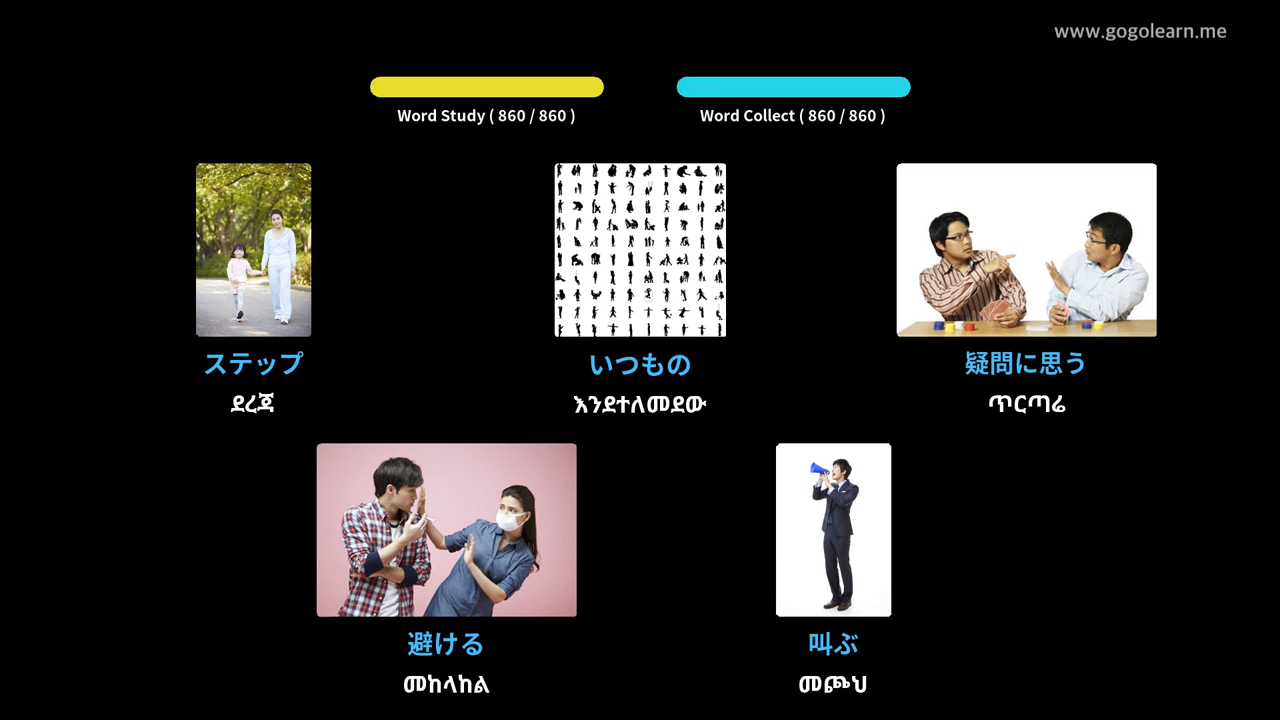 www.gogolearn.me
Word Study ( 860 / 860 )
Word Collect ( 860 / 860 )
ステップ
ደረጃ
いつもの
እንደተለመደው
疑問に思う
ጥርጣሬ
避ける
መከላከል
叫ぶ
መጮህ